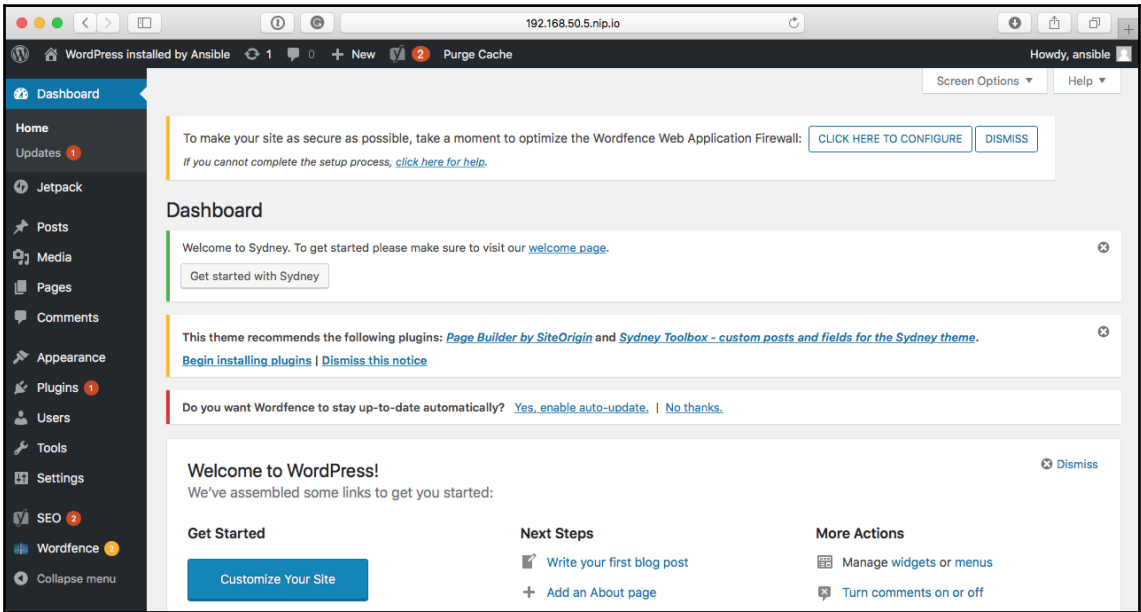 192.168.50.5.nip.io
WordPress installed by Ansible 1 0 + New 2 Purge Cache Howdy, ansible
Screen Options ▼ Help ▼
Dashboard
Home
Updates 1
Jetpack
Posts
Media
Pages
Comments
Appearance
Plugins 1
Users
Tools
Settings
SEO 2
Wordfence 2
Collapse menu
To make your site as secure as possible, take a moment to optimize the Wordfence Web Application Firewall: CLICK HERE TO CONFIGURE DISMISS
If you cannot complete the setup process, click here for help.
Dashboard
Welcome to Sydney. To get started please make sure to visit our welcome page.
Get started with Sydney
This theme recommends the following plugins: Page Builder by SiteOrigin and Sydney Toolbox - custom posts and fields for the Sydney theme.
Begin installing plugins | Dismiss this notice
Do you want Wordfence to stay up-to-date automatically? Yes, enable auto-update. | No thanks.
Welcome to WordPress! Dismiss
We've assembled some links to get you started:
Get Started
Customize Your Site
Next Steps
Write your first blog post
Add an About page
More Actions
Manage widgets or menus
Turn comments on or off